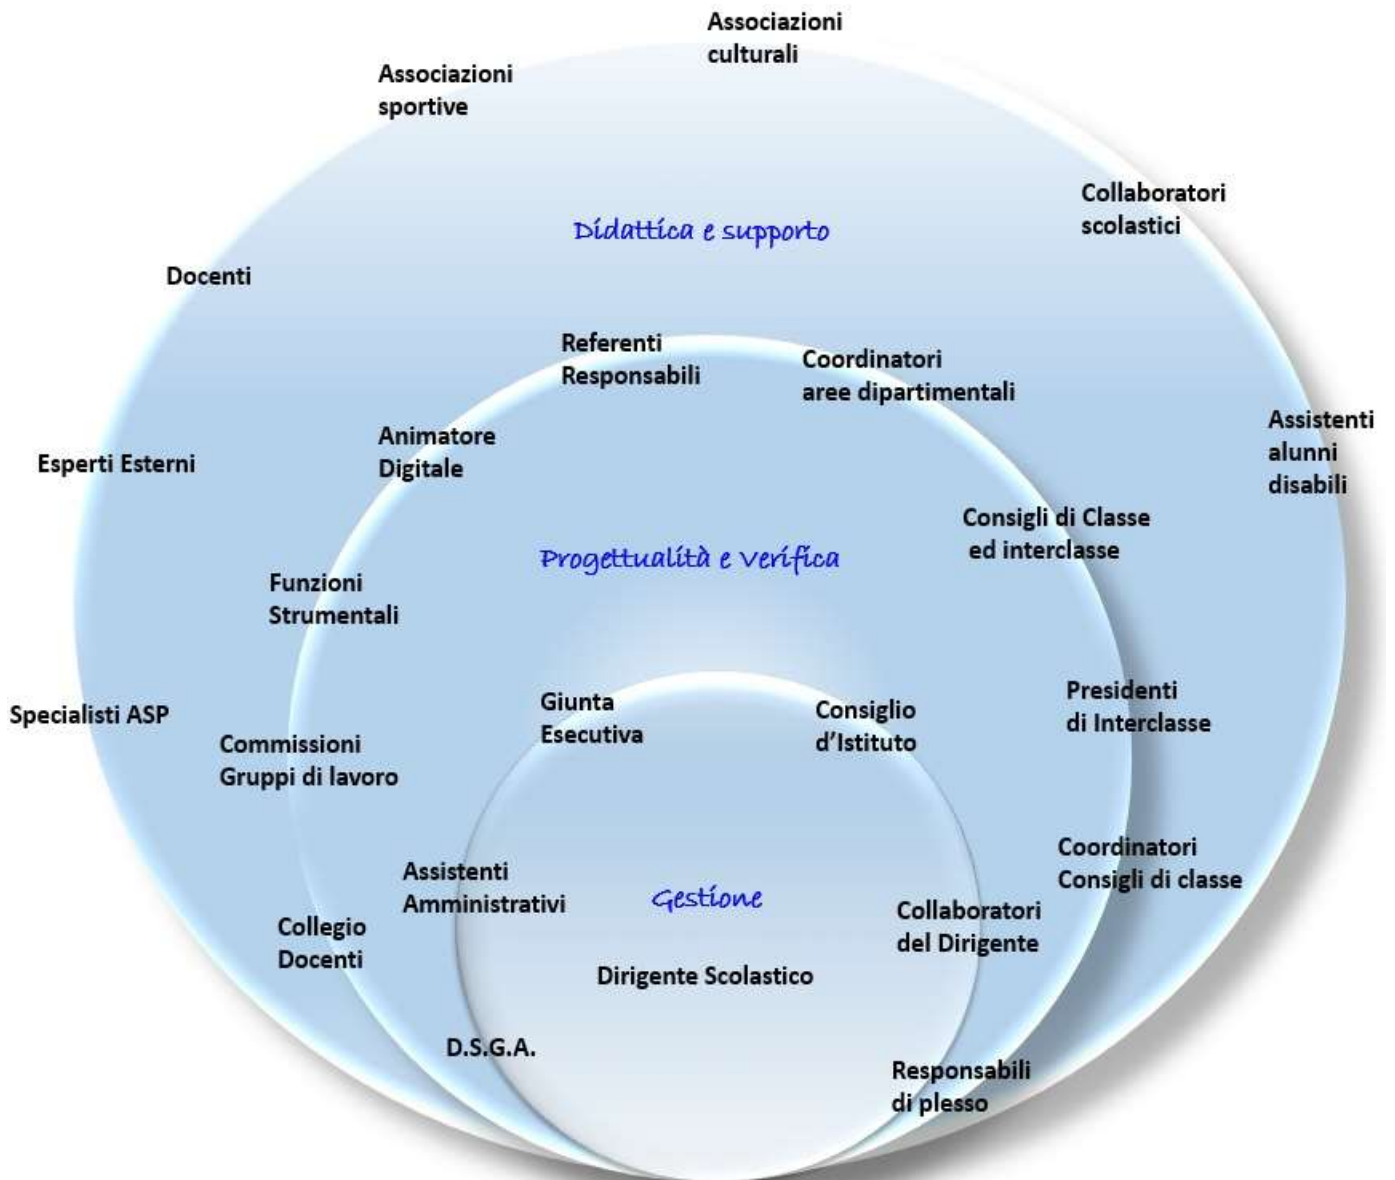 Associazioni
culturali
Associazioni
sportive
Collaboratori
scolastici
Didattica e supporto
Docenti
Referenti
Responsabili
Coordinatori
aree dipartimentali
Assistenti
alunni
disabili
Animatore
Digitale
Esperti Esterni
Consigli di Classe
ed interclasse
Progettualità e Verifica
Funzioni
Strumentali
Presidenti
di Interclasse
Giunta
Esecutiva
Consiglio
d’Istituto
Specialisti ASP
Commissioni
Gruppi di lavoro
Coordinatori
Consigli di classe
Assistenti
Amministrativi
Gestione
Collaboratori
del Dirigente
Collegio
Docenti
Dirigente Scolastico
D.S.G.A.
Responsabili
di plesso